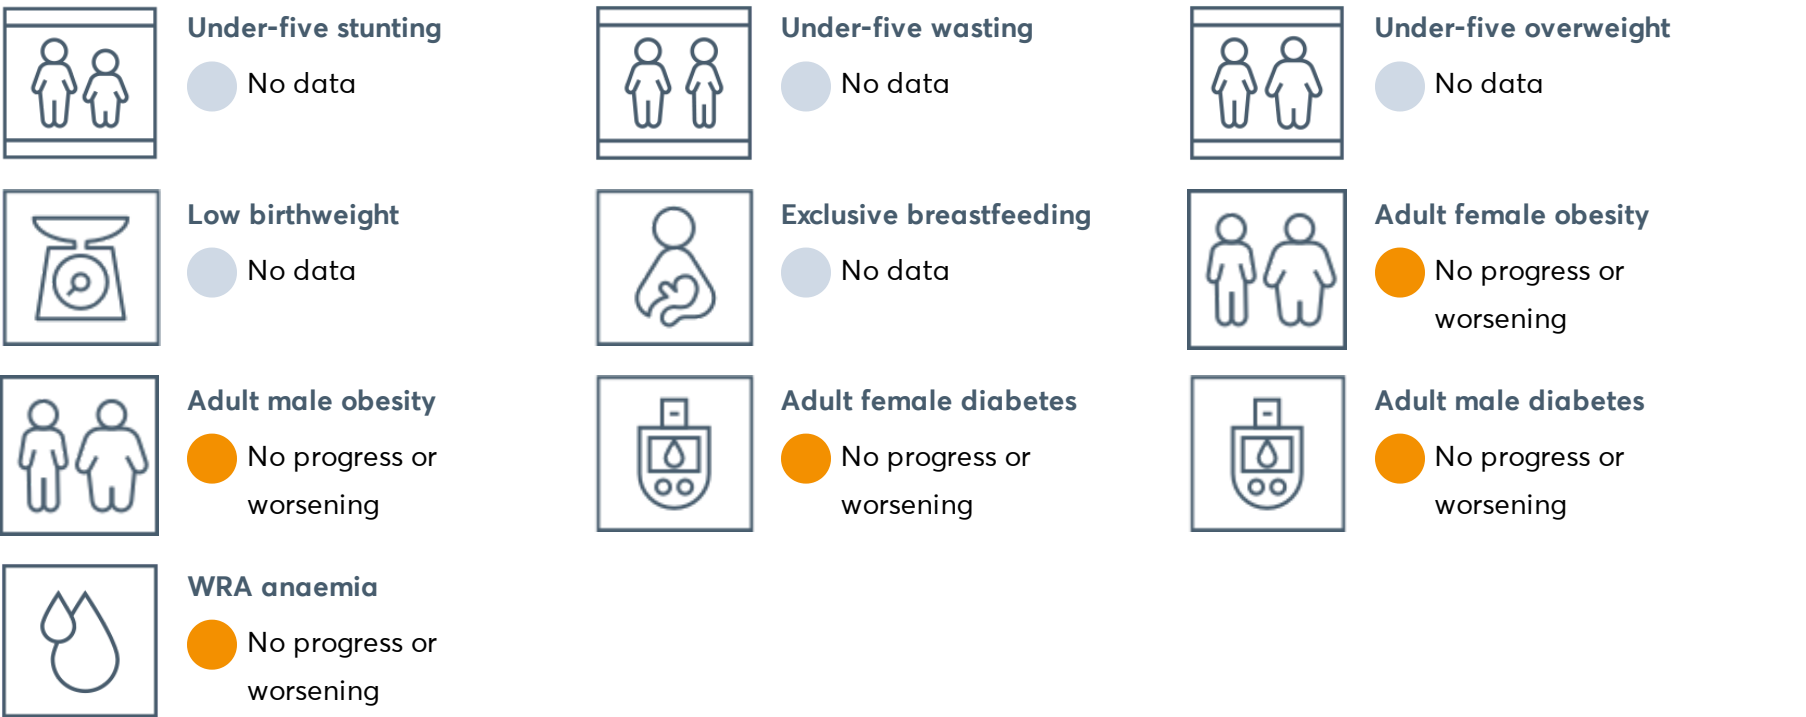 Under-five stunting
No data
Under-five wasting
No data
Under-five overweight
No data
Low birthweight
No data
Exclusive breastfeeding
No data
Adult female obesity
No progress or
worsening
Adult male obesity
No progress or
worsening
Adult female diabetes
No progress or
worsening
Adult male diabetes
No progress or
worsening
WRA anaemia
No progress or
worsening